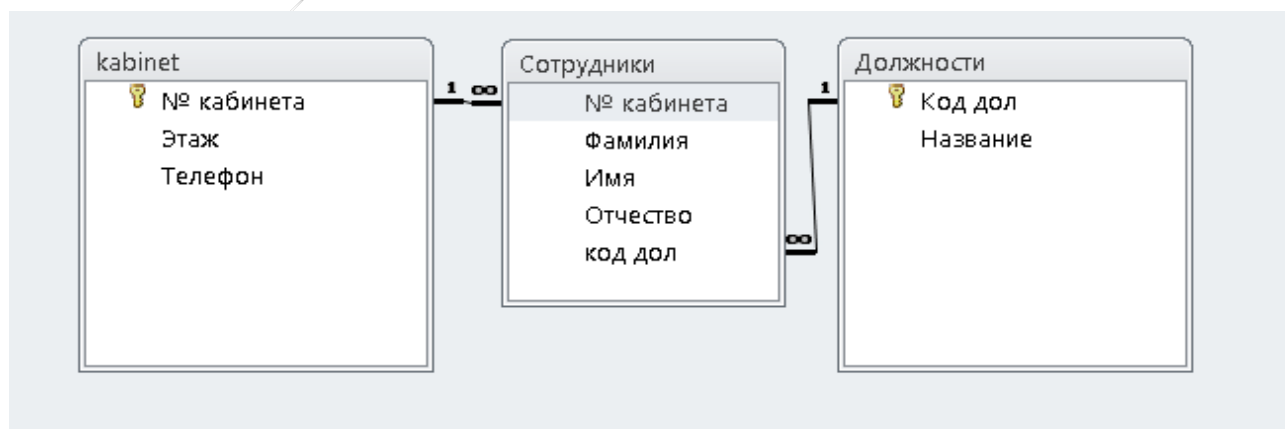 kabinet
№ кабинета
Этаж
Телефон
1 ∞
Сотрудники
№ кабинета
Фамилия
Имя
Отчество
код дол
1
∞
Должности
Код дол
Название